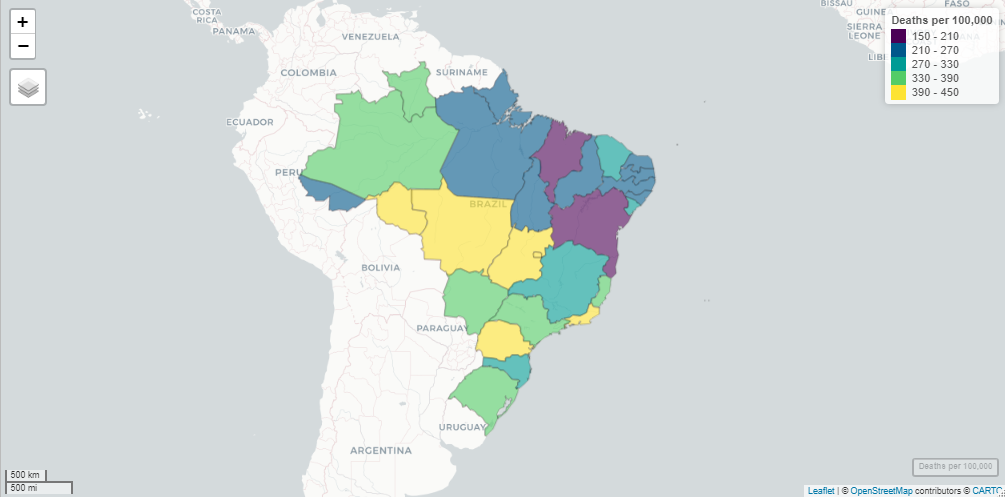 +
−
COSTA
RICA
PANAMA
VENEZUELA
COLOMBIA
SURINAME
ECUADOR
PERU
BRAZIL
BOLIVIA
PARAGUAY
URUGUAY
ARGENTINA
BISSAU
GUINE
SIERRA
LEONE
FASO
Deaths per 100,000
150 - 210
210 - 270
270 - 330
330 - 390
390 - 450
500 km
500 mi
Deaths per 100,000
Leaflet | © OpenStreetMap contributors © CARTO